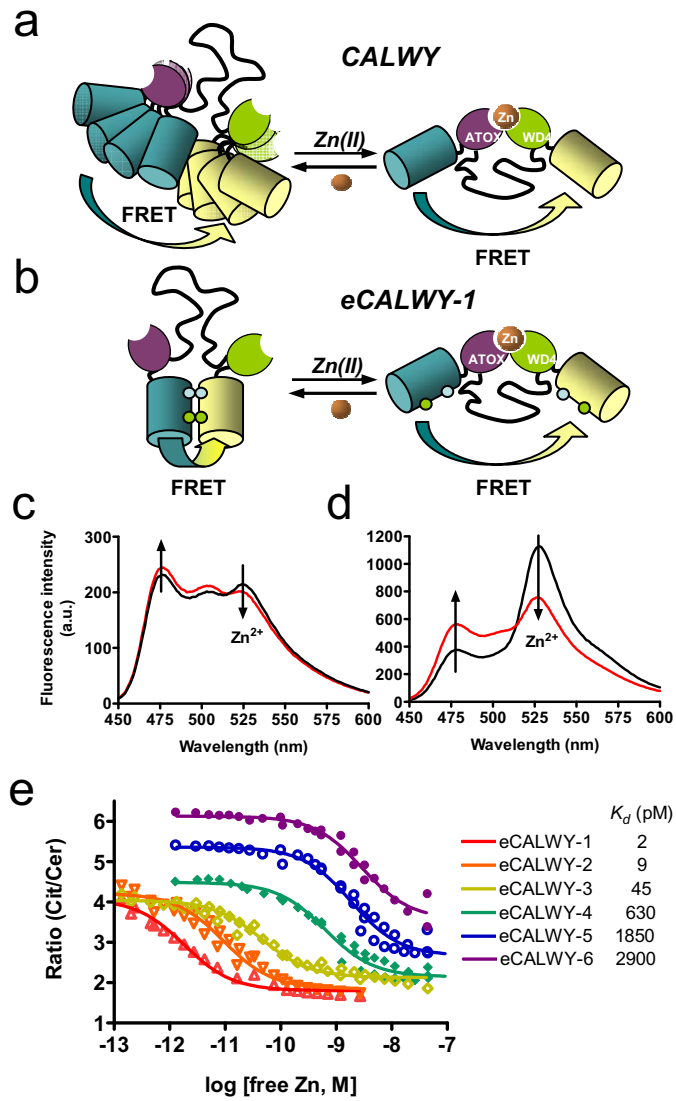 a
CALWY
Zn(II)
Zn
ATOX
WD4
FRET
FRET
b
eCALWY-1
Zn(II)
Zn
ATOX
WD4
FRET
FRET
c
d
Fluorescence intensity
(a.u.)
300
200
100
0
Zn2+
450 475 500 525 550 575 600
Wavelength (nm)
1200
1000
800
600
400
200
0
Zn2+
450 475 500 525 550 575 600
Wavelength (nm)
e
Ratio (Cit/Cer)
6
5
4
3
2
1
-13 -12 -11 -10 -9 -8 -7
log [free Zn, M]
Kd (pM)
eCALWY-1 2
eCALWY-2 9
eCALWY-3 45
eCALWY-4 630
eCALWY-5 1850
eCALWY-6 2900